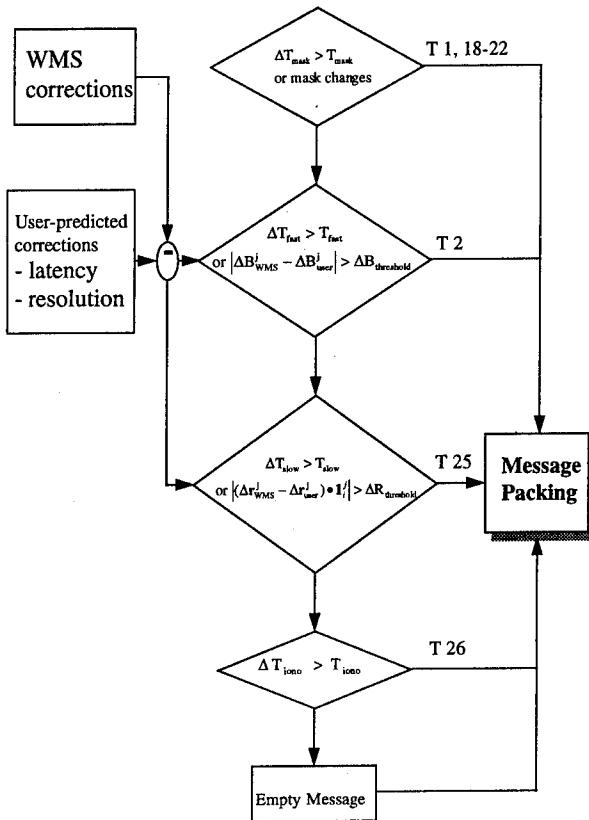 WMS
corrections
User-predicted
corrections
- latency
- resolution
-
ΔT_mask > T_mask
or mask changes
T 1, 18-22
ΔT_fast > T_fast
or |ΔB^j_WMS − ΔB^j_user| > ΔB_threshold
T 2
ΔT_slow > T_slow
or |(Δr^j_WMS − Δr^j_user) • 1^j_i| > ΔR_threshold
T 25
Message
Packing
Δ T_iono > T_iono
T 26
Empty Message